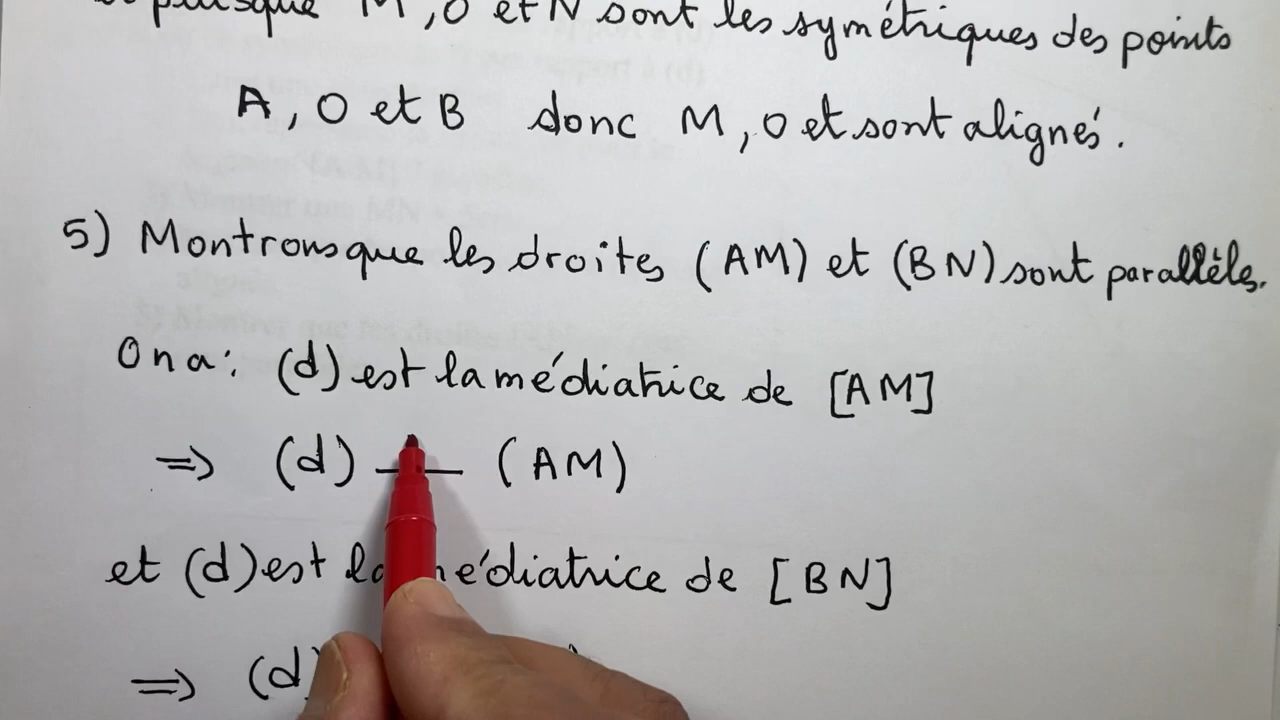 puisque M, O et N sont les symétriques des points
A, O et B donc M, O et sont alignés.
5) Montrons que les droites (AM) et (BN) sont parallèles.
On a: (d) est la médiatrice de [AM]
⇒ (d) ⊥ (AM)
et (d) est la médiatrice de [BN]
⇒ (d)